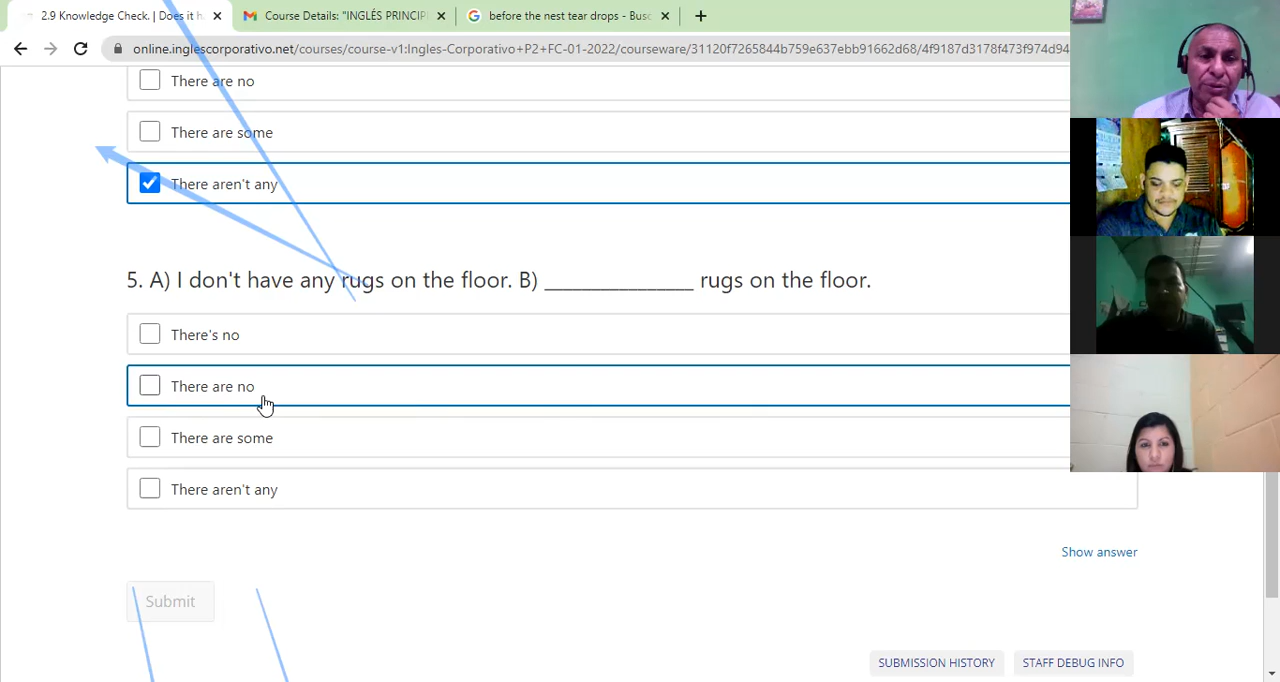 2.9 Knowledge Check. | Does it h
Course Details: "INGLÉS PRINCIPI
before the nest tear drops - Busc
online.inglescorporativo.net/courses/course-v1:Ingles-Corporativo+P2+FC-01-2022/courseware/31120f7265844b759e637ebb91662d68/4f9187d3178f473f974d94
There are no
There are some
There aren't any
5. A) I don't have any rugs on the floor. B) ________________ rugs on the floor.
There's no
There are no
There are some
There aren't any
Show answer
Submit
SUBMISSION HISTORY
STAFF DEBUG INFO